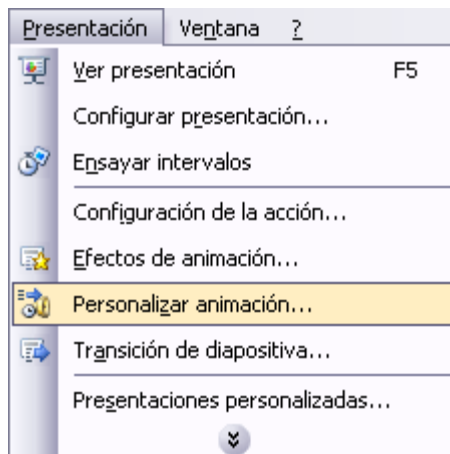 Presentación Ventana ?
Ver presentación F5
Configurar presentación...
Ensayar intervalos
Configuración de la acción...
Efectos de animación...
Personalizar animación...
Transición de diapositiva...
Presentaciones personalizadas...